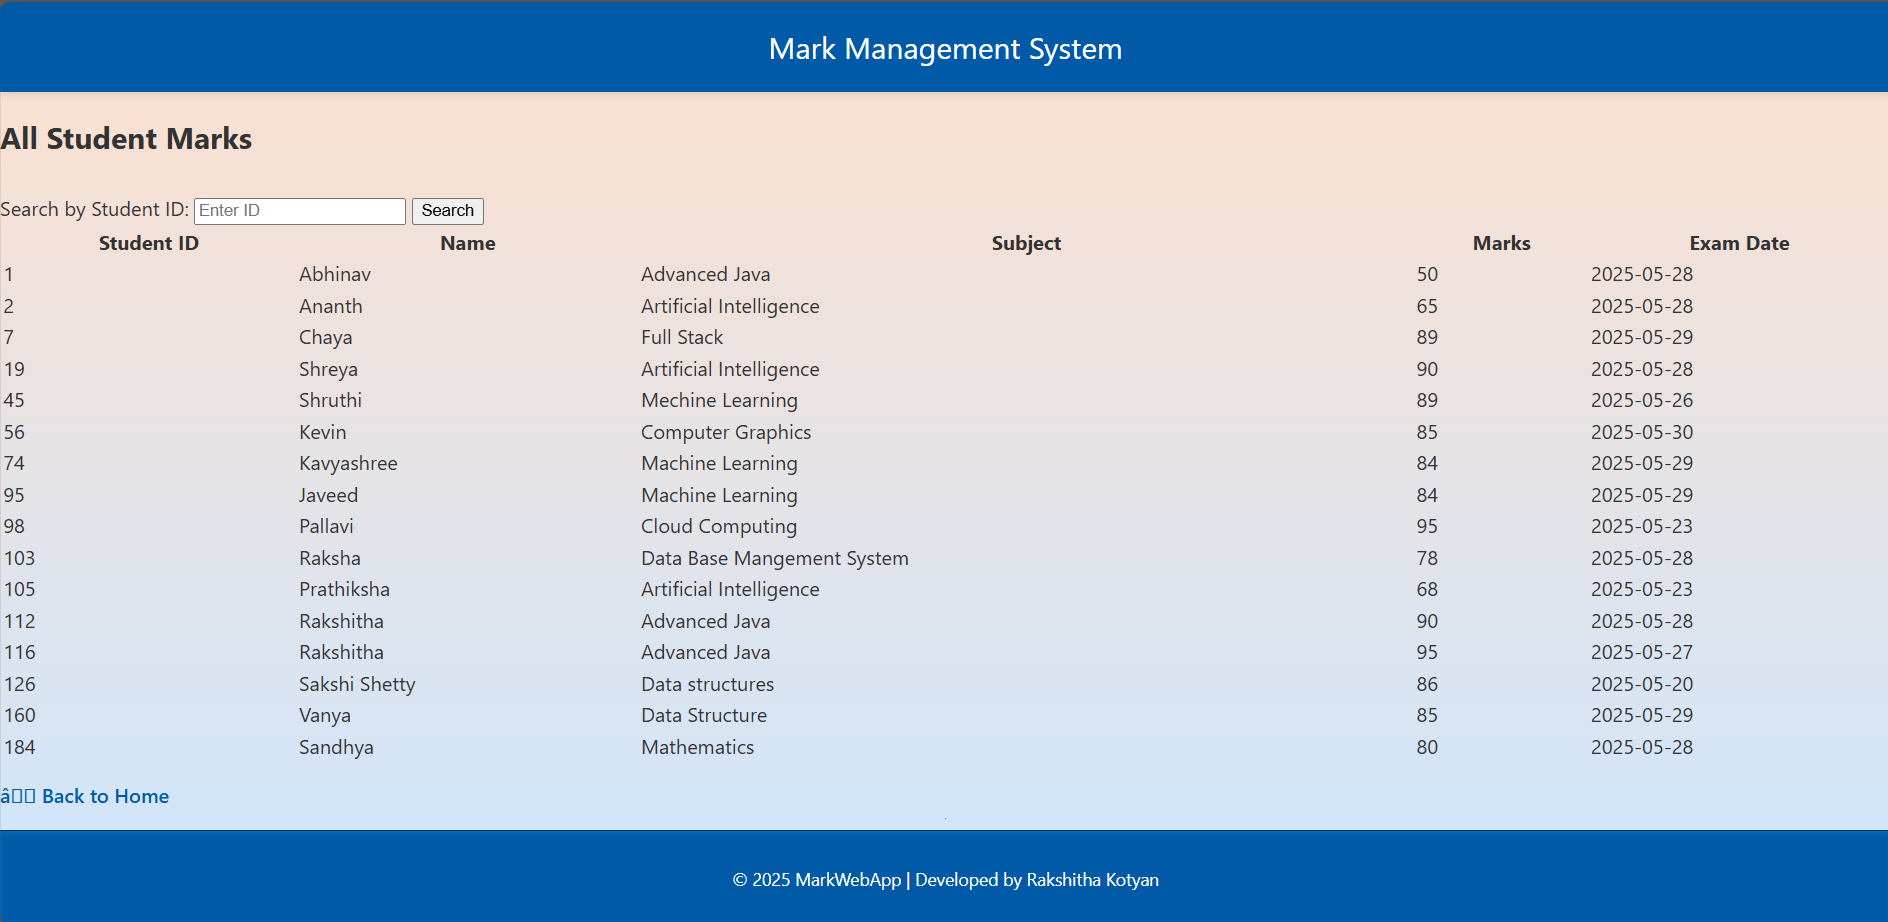 Mark Management System
All Student Marks
Search by Student ID: Enter ID Search
Student ID Name Subject Marks Exam Date
1 Abhinav Advanced Java 50 2025-05-28
2 Ananth Artificial Intelligence 65 2025-05-28
7 Chaya Full Stack 89 2025-05-29
19 Shreya Artificial Intelligence 90 2025-05-28
45 Shruthi Mechine Learning 89 2025-05-26
56 Kevin Computer Graphics 85 2025-05-30
74 Kavyashree Machine Learning 84 2025-05-29
95 Javeed Machine Learning 84 2025-05-29
98 Pallavi Cloud Computing 95 2025-05-23
103 Raksha Data Base Mangement System 78 2025-05-28
105 Prathiksha Artificial Intelligence 68 2025-05-23
112 Rakshitha Advanced Java 90 2025-05-28
116 Rakshitha Advanced Java 95 2025-05-27
126 Sakshi Shetty Data structures 86 2025-05-20
160 Vanya Data Structure 85 2025-05-29
184 Sandhya Mathematics 80 2025-05-28
â▯▯ Back to Home
© 2025 MarkWebApp | Developed by Rakshitha Kotyan